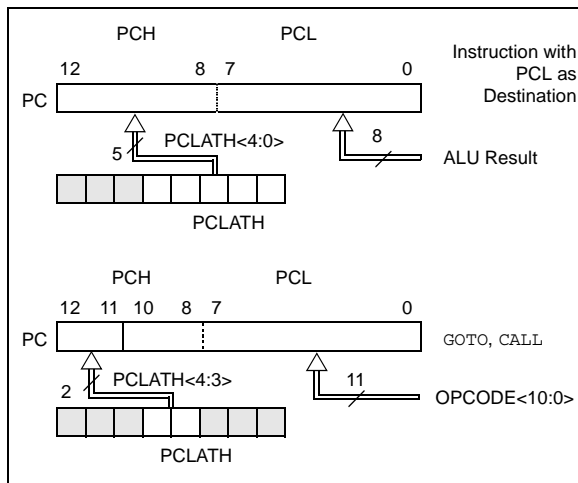 PCH PCL
12 8 7 0
Instruction with
PCL as
Destination
PC
5 PCLATH<4:0>
8
ALU Result
PCLATH
PCH PCL
12 11 10 8 7 0
PC
GOTO, CALL
2 PCLATH<4:3>
11
OPCODE<10:0>
PCLATH